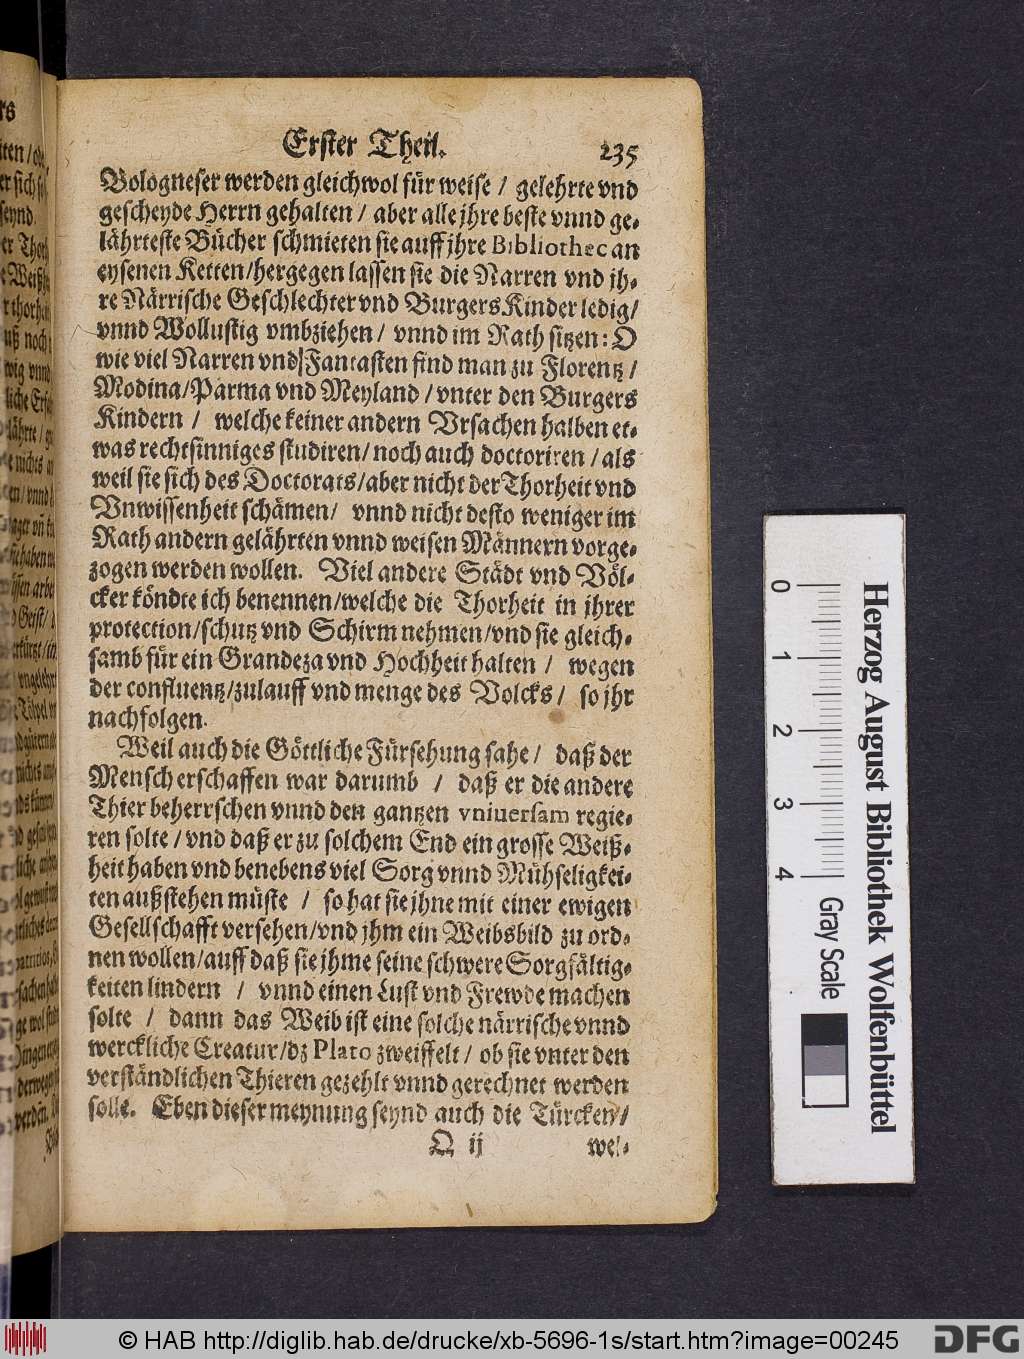 Erster Theil. 235
Bologneser werden gleichwol für weise / gelehrte vnd
gescheyde Herrn gehalten / aber alle jhre beste vnnd ge-
lährteste Bücher schmieten sie auff jhre Bibliothec an
eysenen Ketten/hergegen lassen sie die Narren vnd jh-
re Närrische Geschlechter vnd Burgers Kinder ledig/
vnnd Wollustig vmbziehen / vnnd im Rath sitzen: O
wie viel Narren vnd Fantasten find man zu Florentz /
Modina/Parma vnd Meyland / vnter den Burgers
Kindern / welche keiner andern Vrsachen halben et-
was rechtsinniges studiren / noch auch doctoriren / als
weil sie sich des Doctorats/aber nicht der Thorheit vnd
Vnwissenheit schämen/ vnnd nicht desto weniger im
Rath andern gelährten vnnd weisen Männern vorge-
zogen werden wollen. Viel andere Städt vnd Völ-
cker köndte ich benennen/welche die Thorheit in jhrer
protection/schutz vnd Schirm nehmen/vnd sie gleich-
samb für ein Grandeza vnd Hochheit halten / wegen
der confluentz/zulauff vnd menge des Volcks / so jhr
nachfolgen.
Weil auch die Göttliche Fürsehung sahe / daß der
Mensch erschaffen war darumb / daß er die andere
Thier beherrschen vnnd den gantzen vniuersam regie-
ren solte / vnd daß er zu solchem End ein grosse Weiß-
heit haben vnd benebens viel Sorg vnnd Mühseligkei-
ten außstehen müste / so hat sie jhne mit einer ewigen
Gesellschafft versehen/vnd jhm ein Weibsbild zu ord-
nen wollen/auff daß sie jhme seine schwere Sorgfältig-
keiten lindern / vnnd einen Lust vnd Frewde machen
solte / dann das Weib ist eine solche närrische vnnd
werckliche Creatur/dz Plato zweiffelt / ob sie vnter den
verständlichen Thieren gezehlt vnnd gerechnet werden
solle. Eben dieser meynung seynd auch die Türcken/
Q ij wel-
0 1 2 3 4
Herzog August Bibliothek Wolfenbüttel
Gray Scale
© HAB http://diglib.hab.de/drucke/xb-5696-1s/start.htm?image=00245
DFG